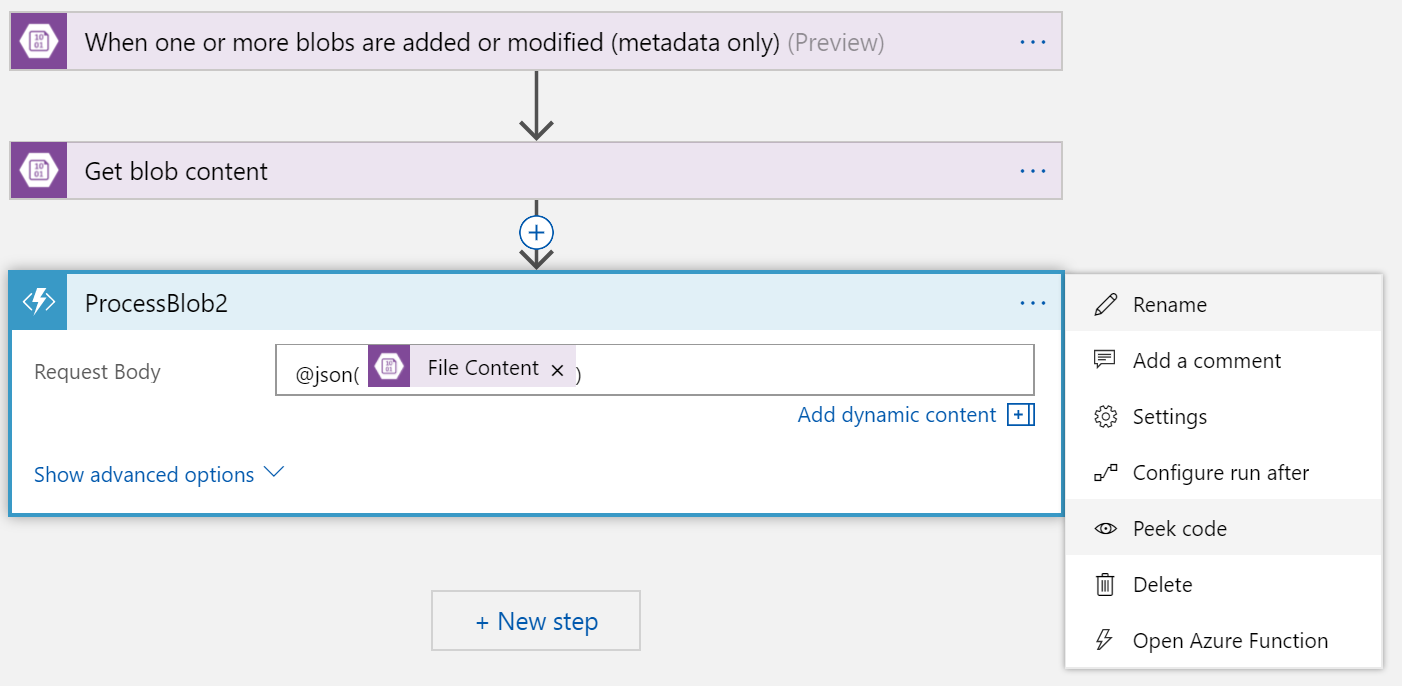 When one or more blobs are added or modified (metadata only) (Preview)
Get blob content
ProcessBlob2
Request Body
@json( File Content × )
Add dynamic content
Show advanced options
+ New step
Rename
Add a comment
Settings
Configure run after
Peek code
Delete
Open Azure Function